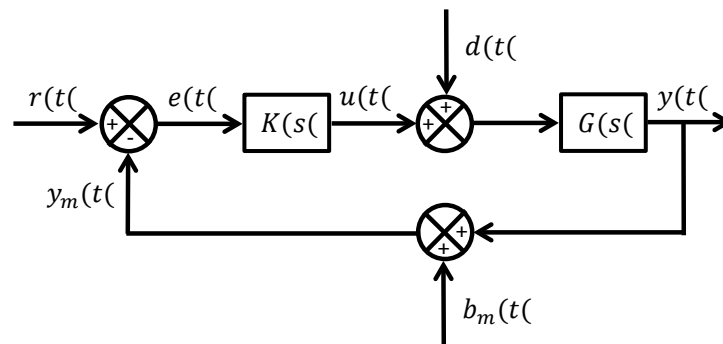 d(t(
r(t(
e(t(
K(s(
u(t(
G(s(
y(t(
+
+
+
-
y_m(t(
+
+
b_m(t(